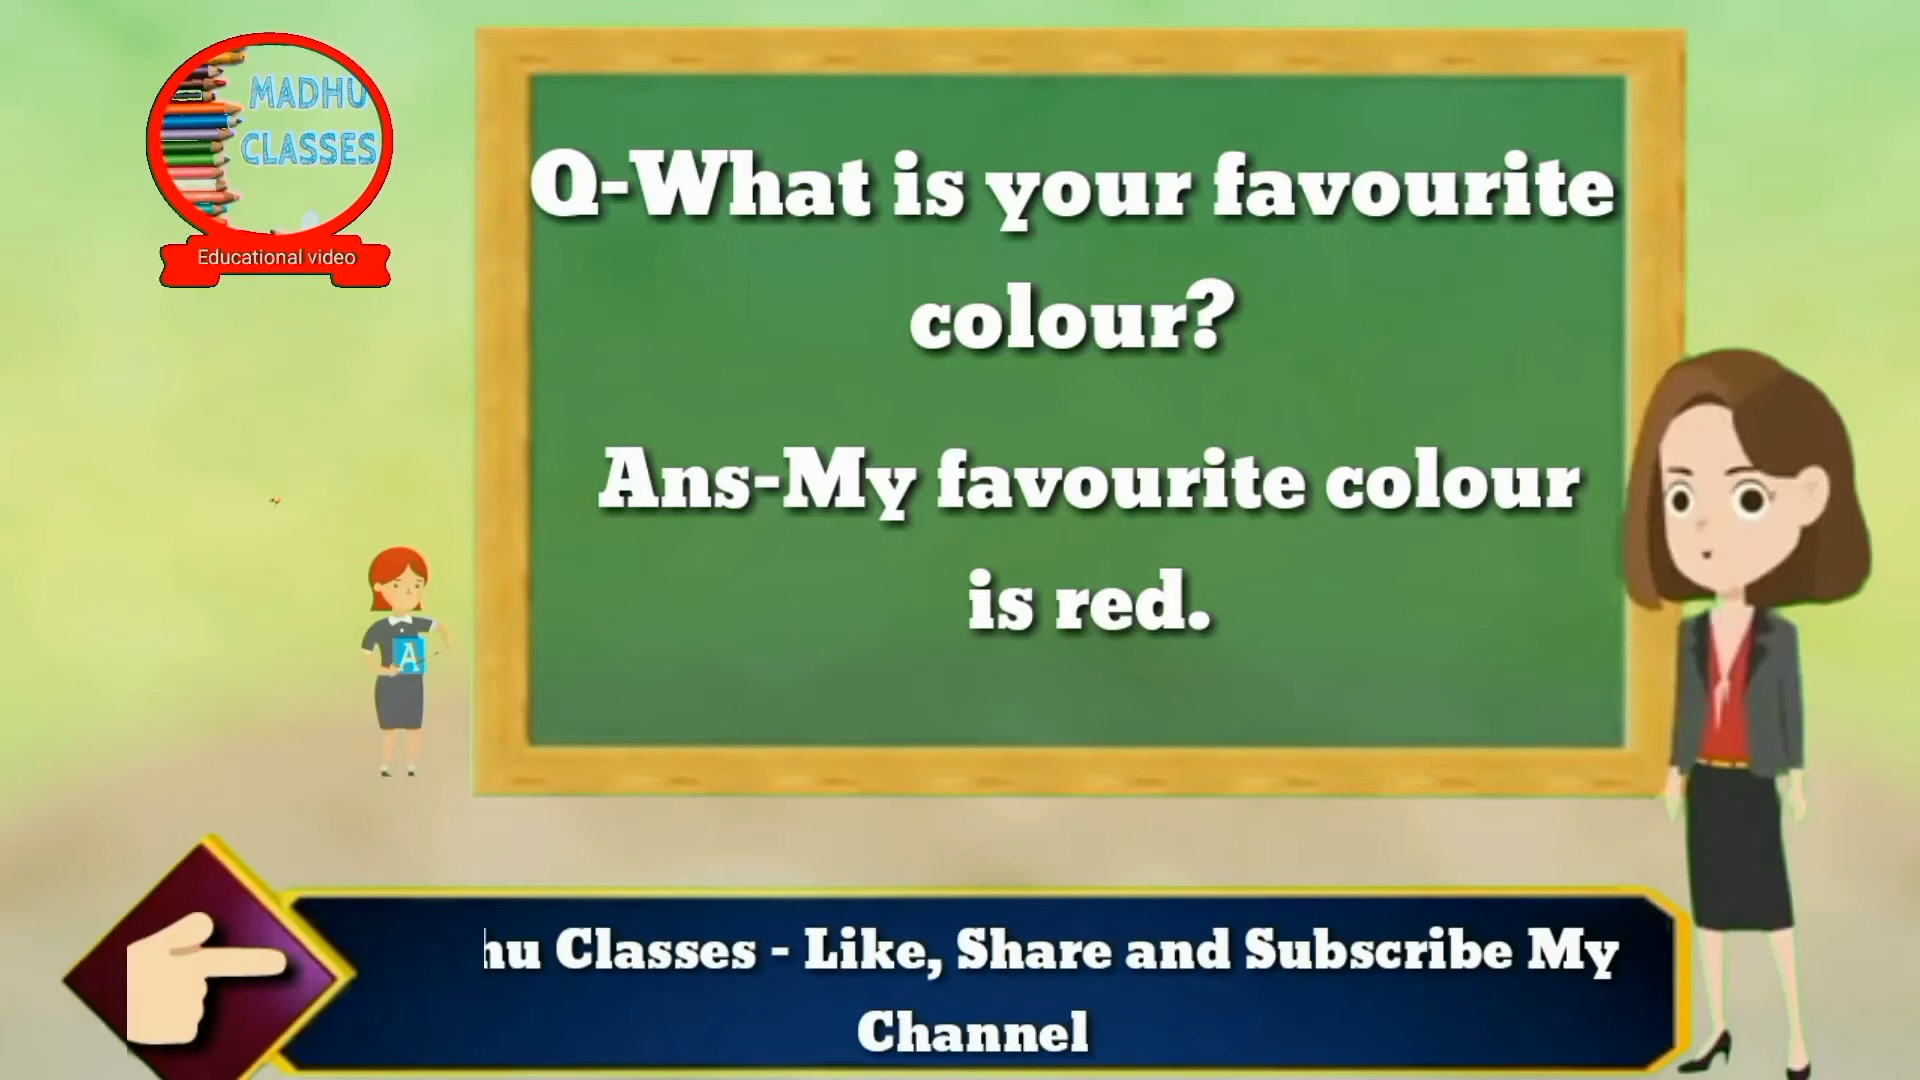 MADHU
CLASSES
Educational video
Q-What is your favourite
colour?
Ans-My favourite colour
is red.
A
hu Classes - Like, Share and Subscribe My
Channel